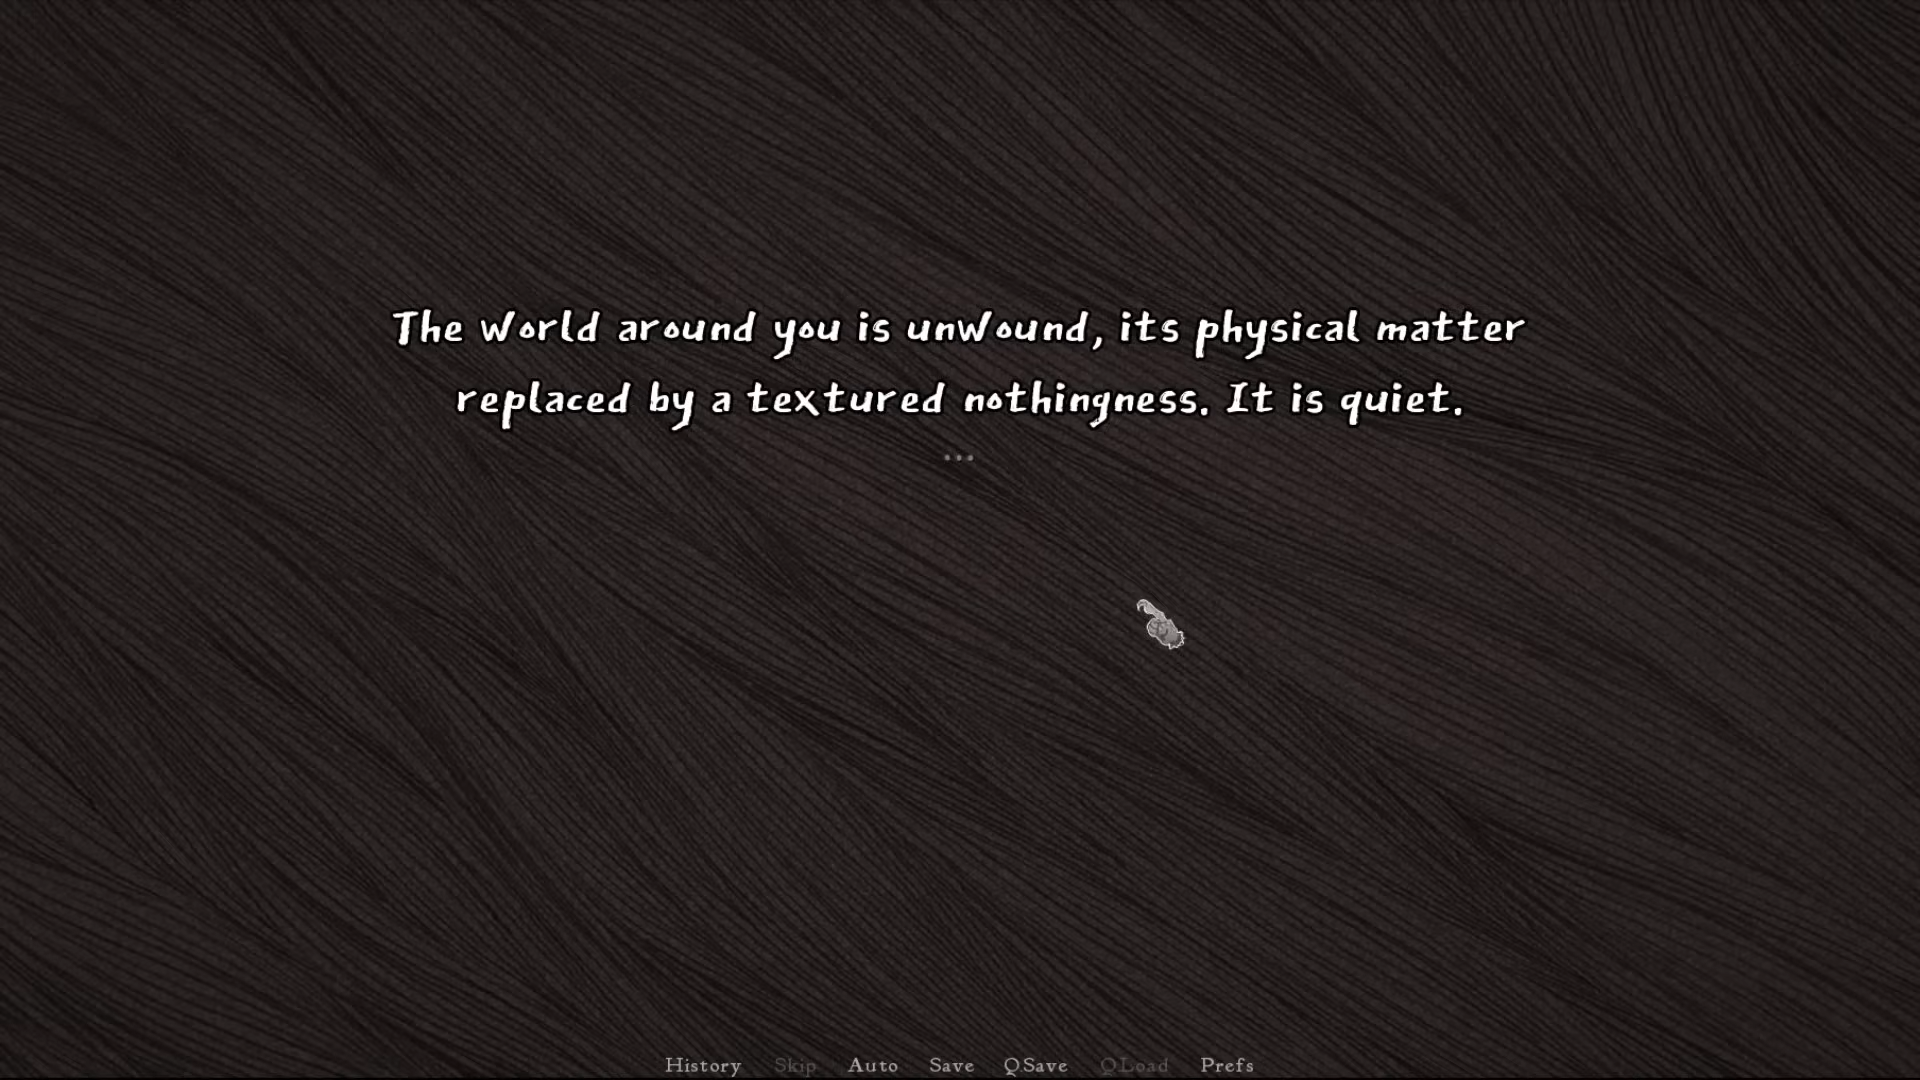 The world around you is unwound, its physical matter
replaced by a textured nothingness. It is quiet.
...
History Skip Auto Save QSave QLoad Prefs